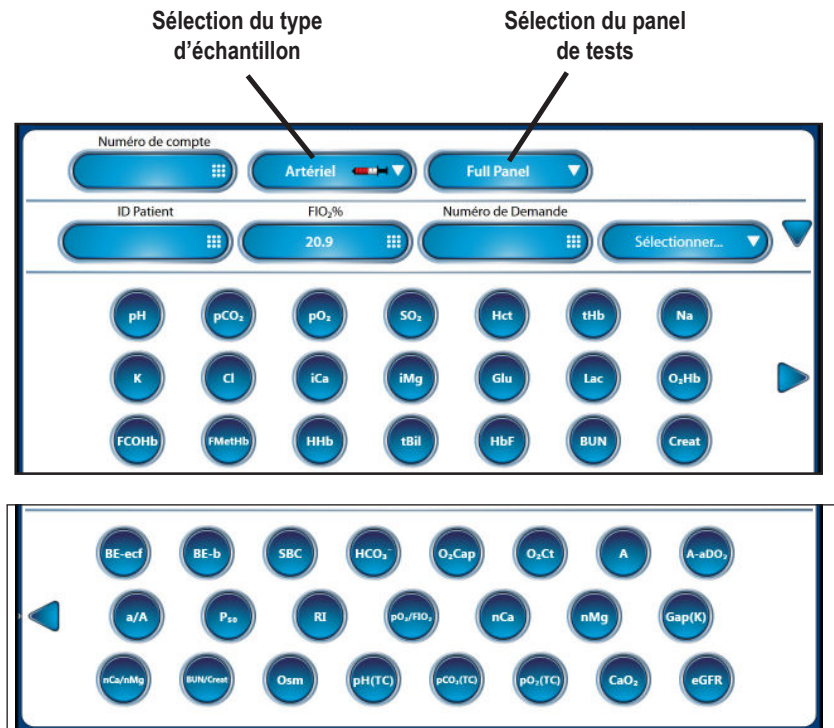 Sélection du type
d'échantillon
Sélection du panel
de tests
Numéro de compte
Artériel
Full Panel
ID Patient
FIO₂%
Numéro de Demande
20.9
Sélectionner...
pH pCO₂ pO₂ SO₂ Hct tHb Na
K Cl iCa iMg Glu Lac O₂Hb
FCOHb FMetHb HHb tBil HbF BUN Creat
BE-ecf BE-b SBC HCO₃⁻ O₂Cap O₂Ct A A-aDO₂
a/A P₅₀ RI pO₂/FIO₂ nCa nMg Gap(K)
nCa/nMg BUN/Creat Osm pH(TC) pCO₂(TC) pO₂(TC) CaO₂ eGFR